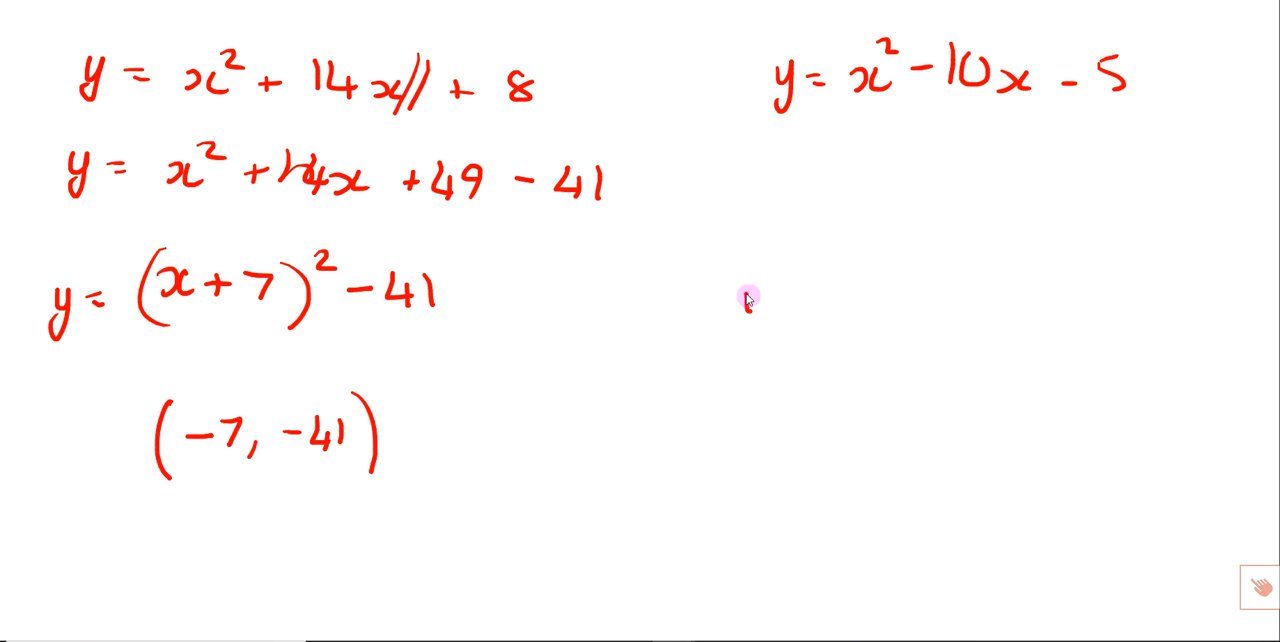 y = x² + 14x // + 8
y = x² + 14x + 49 - 41
y = (x + 7)² - 41
(-7, -41)
y = x² - 10x - 5